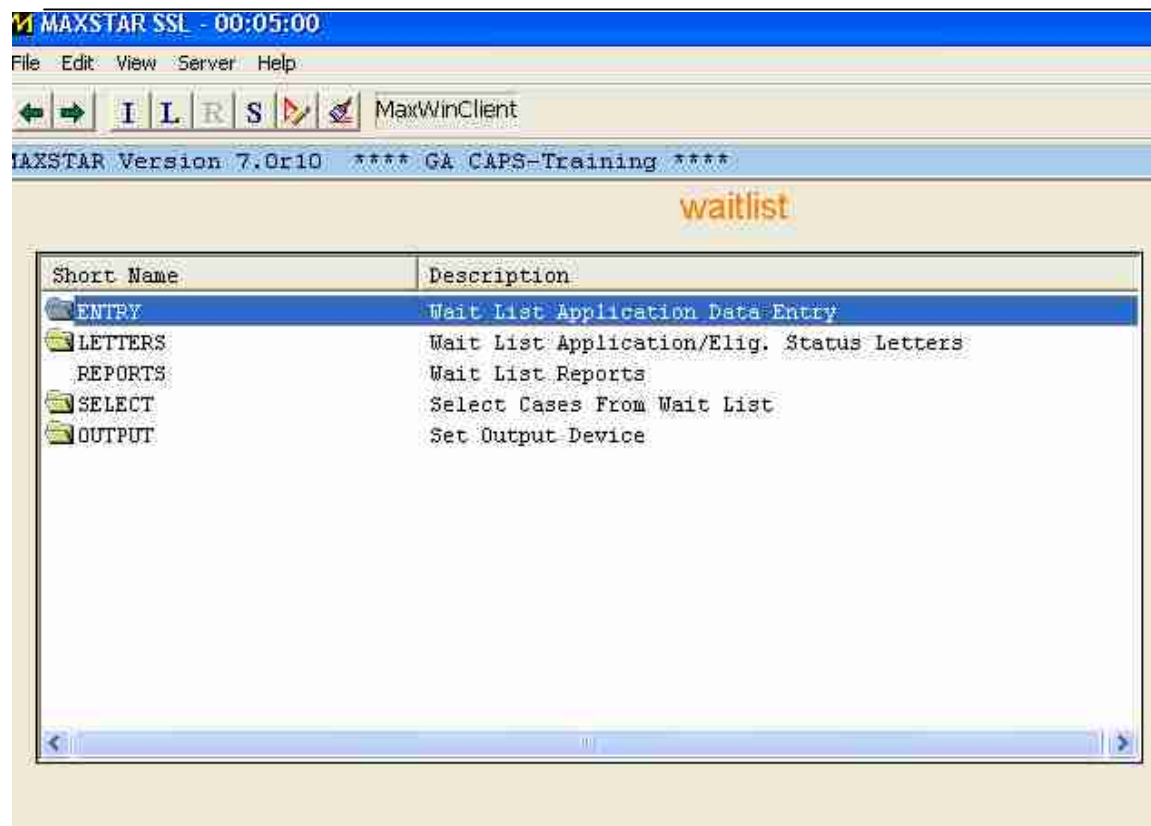 MAXSTAR SSL - 00:05:00
File Edit View Server Help
I L R S MaxWinClient
MAXSTAR Version 7.0r10 **** GA CAPS-Training ****
waitlist
Short Name Description
ENTRY Wait List Application Data Entry
LETTERS Wait List Application/Elig. Status Letters
REPORTS Wait List Reports
SELECT Select Cases From Wait List
OUTPUT Set Output Device